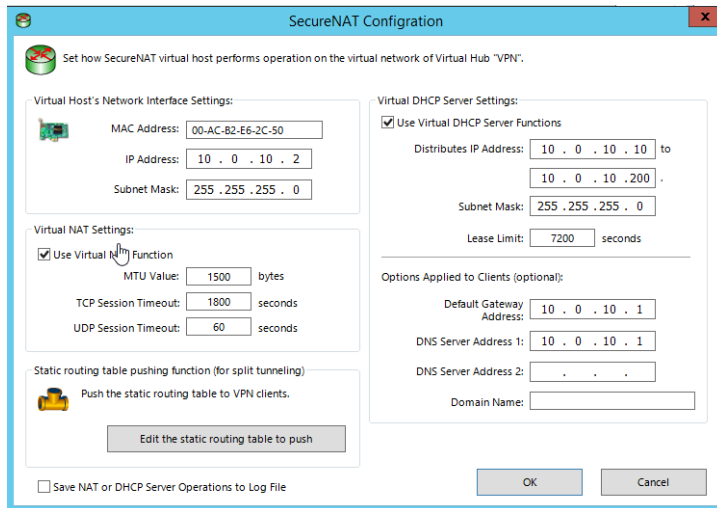 SecureNAT Configration
x
Set how SecureNAT virtual host performs operation on the virtual network of Virtual Hub "VPN".
Virtual Host's Network Interface Settings:
MAC Address: 00-AC-B2-E6-2C-50
IP Address: 10 . 0 . 10 . 2
Subnet Mask: 255 .255 .255 . 0
Virtual NAT Settings:
Use Virtual Function
MTU Value: 1500 bytes
TCP Session Timeout: 1800 seconds
UDP Session Timeout: 60 seconds
Static routing table pushing function (for split tunneling)
Push the static routing table to VPN clients.
Edit the static routing table to push
Save NAT or DHCP Server Operations to Log File
Virtual DHCP Server Settings:
Use Virtual DHCP Server Functions
Distributes IP Address: 10 . 0 . 10 . 10 to
10 . 0 . 10 .200 .
Subnet Mask: 255 .255 .255 . 0
Lease Limit: 7200 seconds
Options Applied to Clients (optional):
Default Gateway
Address: 10 . 0 . 10 . 1
DNS Server Address 1: 10 . 0 . 10 . 1
DNS Server Address 2: . . .
Domain Name:
OK Cancel